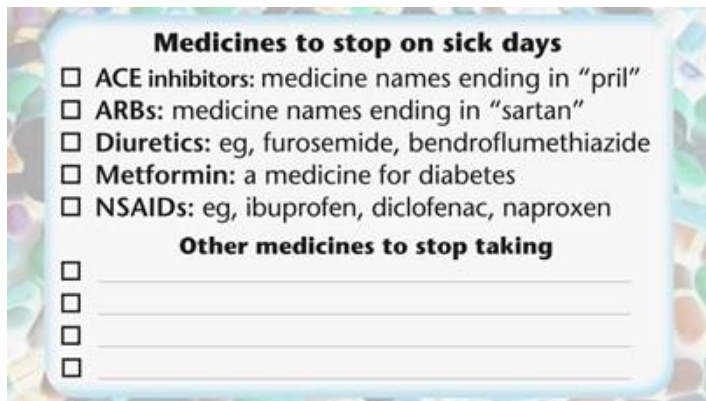 Medicines to stop on sick days
ACE inhibitors: medicine names ending in “pril”
ARBs: medicine names ending in “sartan”
Diuretics: eg, furosemide, bendroflumethiazide
Metformin: a medicine for diabetes
NSAIDs: eg, ibuprofen, diclofenac, naproxen
Other medicines to stop taking